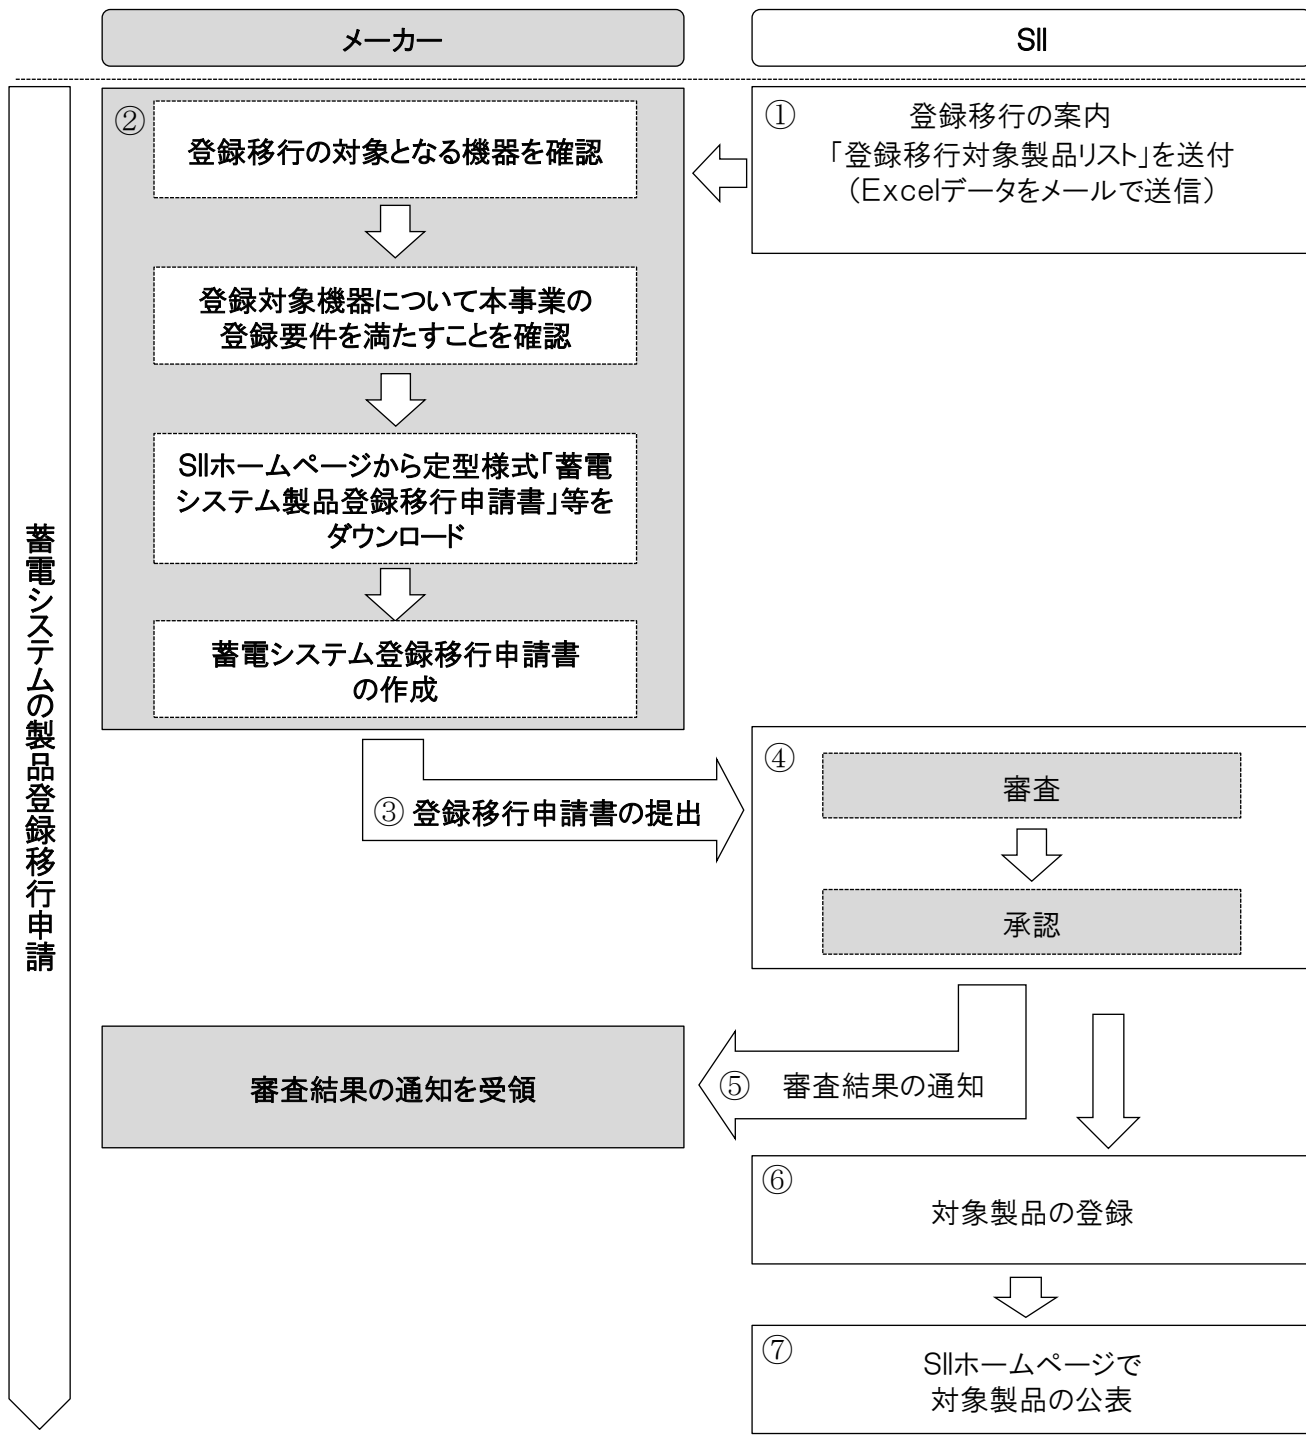 メーカー
SII
蓄電システムの製品登録移行申請
①
登録移行の案内
「登録移行対象製品リスト」を送付
（Excelデータをメールで送信）
②
登録移行の対象となる機器を確認
登録対象機器について本事業の
登録要件を満たすことを確認
SIIホームページから定型様式「蓄電
システム製品登録移行申請書」等を
ダウンロード
蓄電システム登録移行申請書
の作成
③ 登録移行申請書の提出
④
審査
承認
⑤ 審査結果の通知
審査結果の通知を受領
⑥
対象製品の登録
⑦
SIIホームページで
対象製品の公表